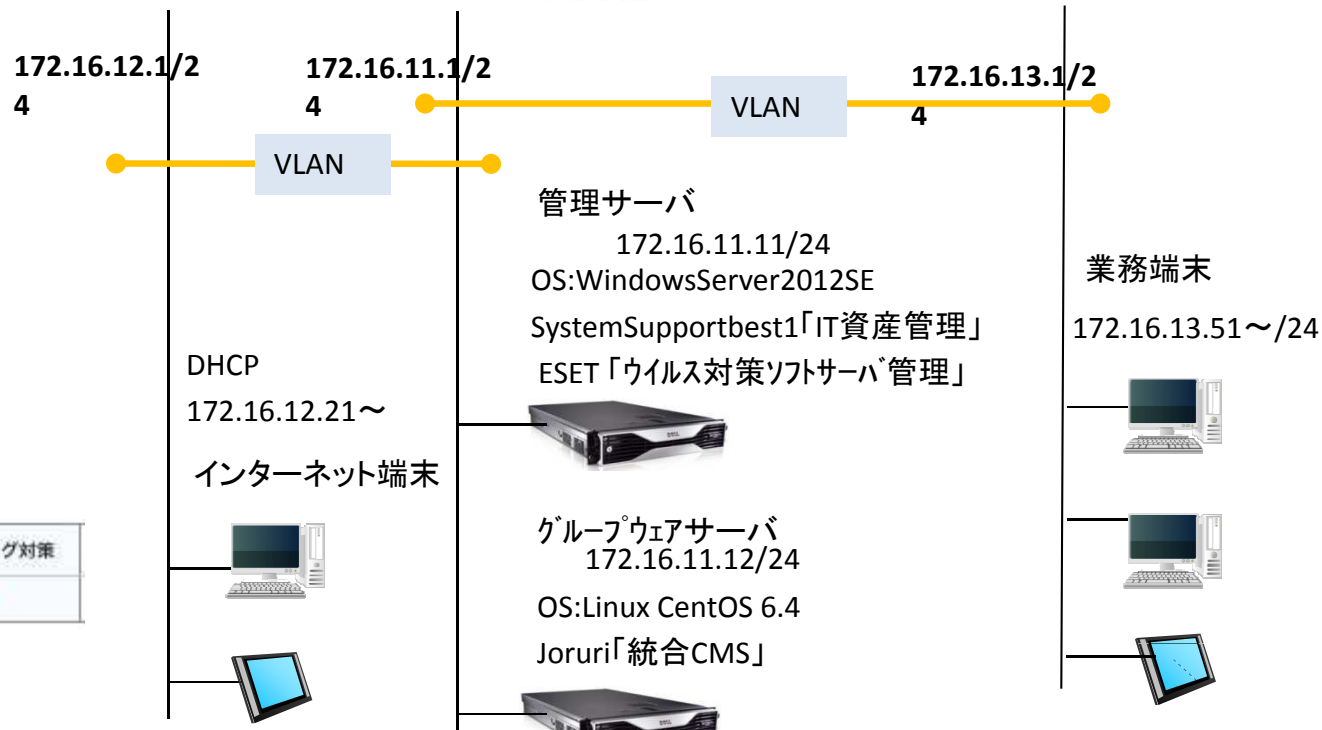 172.16.12.1/2
4
172.16.11.1/2
4
172.16.13.1/2
4
VLAN
VLAN
管理サーバ
172.16.11.11/24
OS:WindowsServer2012SE
SystemSupportbest1「IT資産管理」
ESET「ｳｲﾙｽ対策ｿﾌﾄｻｰﾊﾞ管理」
業務端末
172.16.13.51～/24
DHCP
172.16.12.21～
インターネット端末
グ対策
ｸﾞﾙｰﾌﾟｳｪｱサーバ
172.16.11.12/24
OS:Linux CentOS 6.4
Joruri「統合CMS」